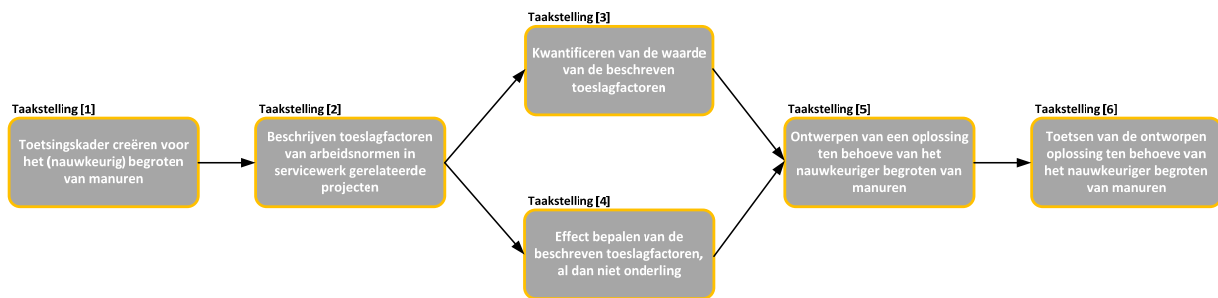 Taakstelling [1]
Toetsingskader creëren voor
het (nauwkeurig) begroten
van manuren
Taakstelling [2]
Beschrijven toeslagfactoren
van arbeidsnormen in
servicewerk gerelateerde
projecten
Taakstelling [3]
Kwantificeren van de waarde
van de beschreven
toeslagfactoren
Taakstelling [4]
Effect bepalen van de
beschreven toeslagfactoren,
al dan niet onderling
Taakstelling [5]
Ontwerpen van een oplossing
ten behoeve van het
nauwkeuriger begroten van
manuren
Taakstelling [6]
Toetsen van de ontworpen
oplossing ten behoeve van
het nauwkeuriger begroten
van manuren